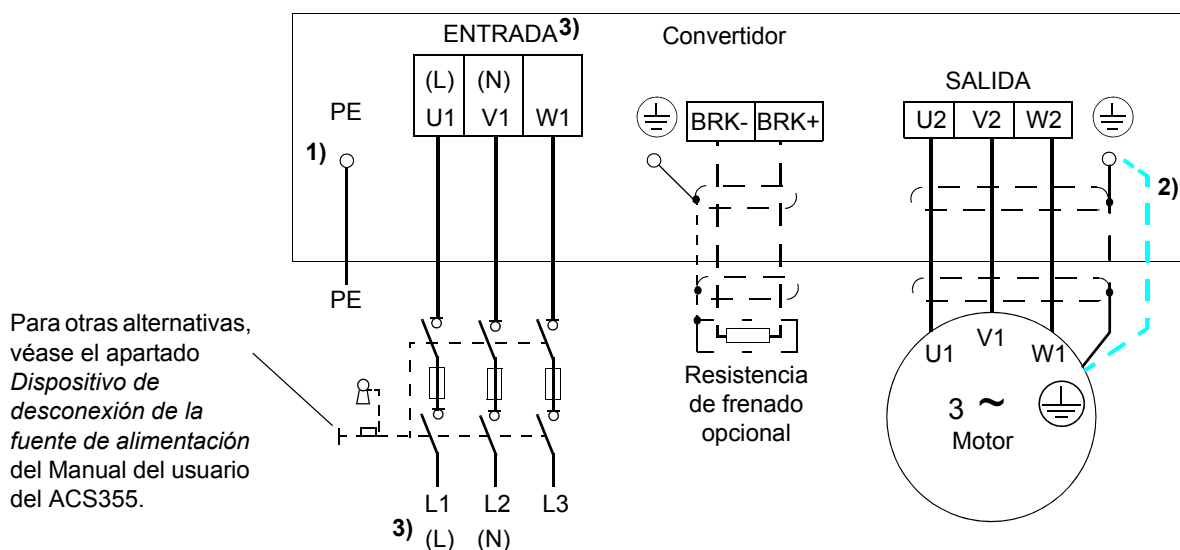 ENTRADA 3)
Convertidor
(L) (N)
U1 V1 W1
PE
1)
BRK- BRK+
SALIDA
U2 V2 W2
2)
PE
Para otras alternativas,
véase el apartado
Dispositivo de
desconexión de la
fuente de alimentación
del Manual del usuario
del ACS355.
Resistencia
de frenado
opcional
U1 V1 W1
3 ~
Motor
L1 L2 L3
3) (L) (N)